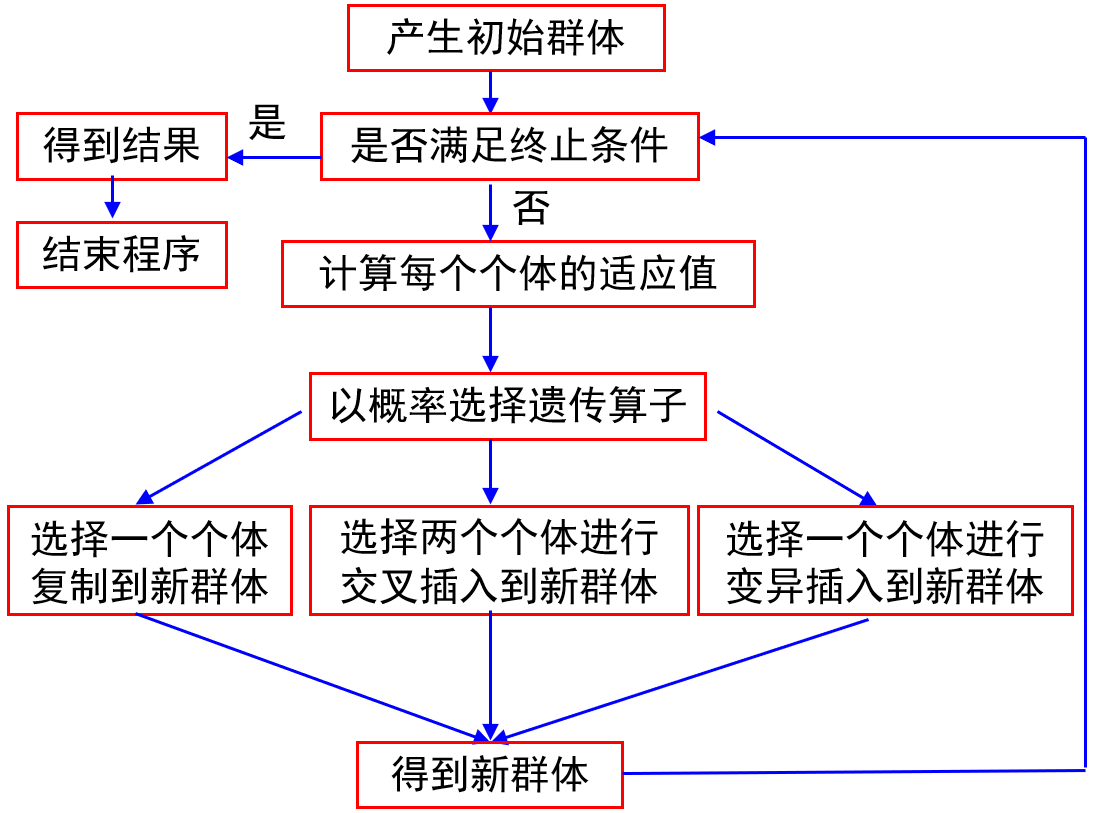 产生初始群体
是
得到结果
是否满足终止条件
否
结束程序
计算每个个体的适应值
以概率选择遗传算子
选择一个个体
复制到新群体
选择两个个体进行
交叉插入到新群体
选择一个个体进行
变异插入到新群体
得到新群体